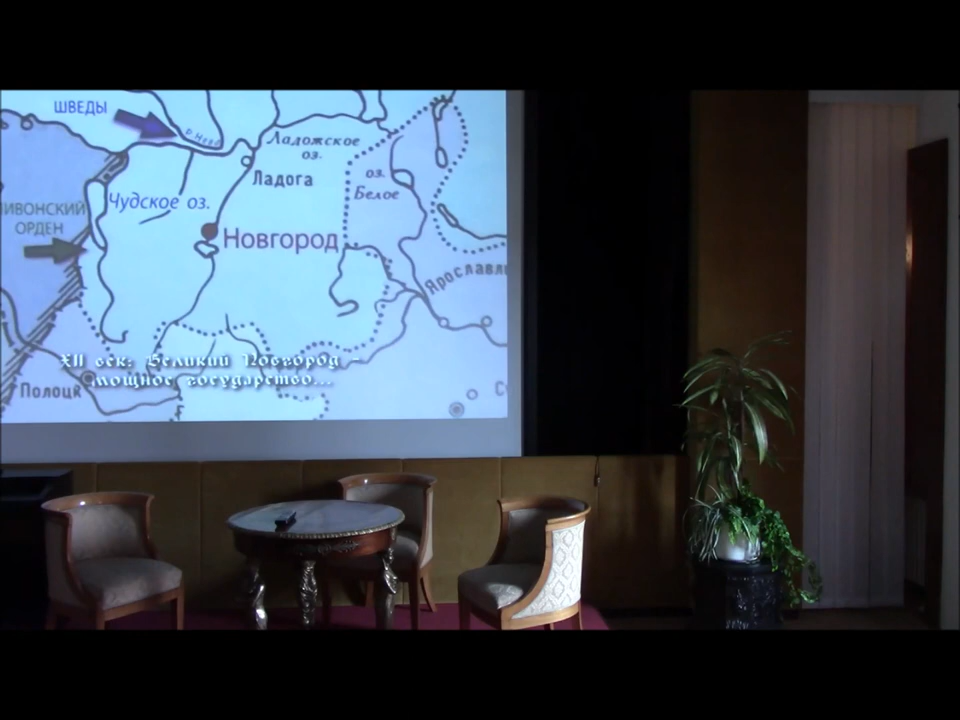 ШВЕДЫ
р. Нева
Ладожское
оз.
Ладога
Чудское оз.
оз.
Белое
ЛИВОНСКИЙ
ОРДЕН
Новгород
Ярославль
XII век: Великий Новгород -
мощное государство...
Полоцк